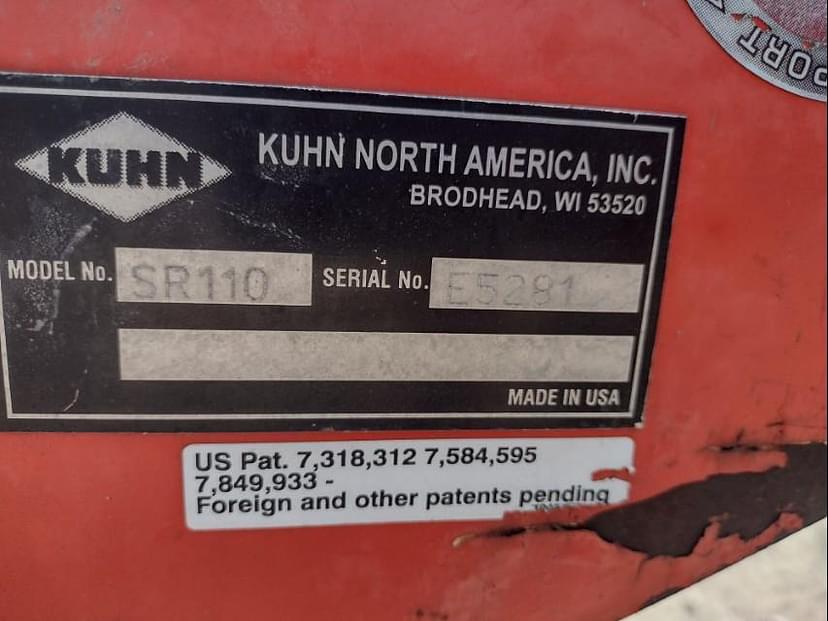 PORT
KUHN
KUHN NORTH AMERICA, INC.
BRODHEAD, WI 53520
MODEL No. SR110 SERIAL No. E5281
MADE IN USA
US Pat. 7,318,312 7,584,595
7,849,933 -
Foreign and other patents pending